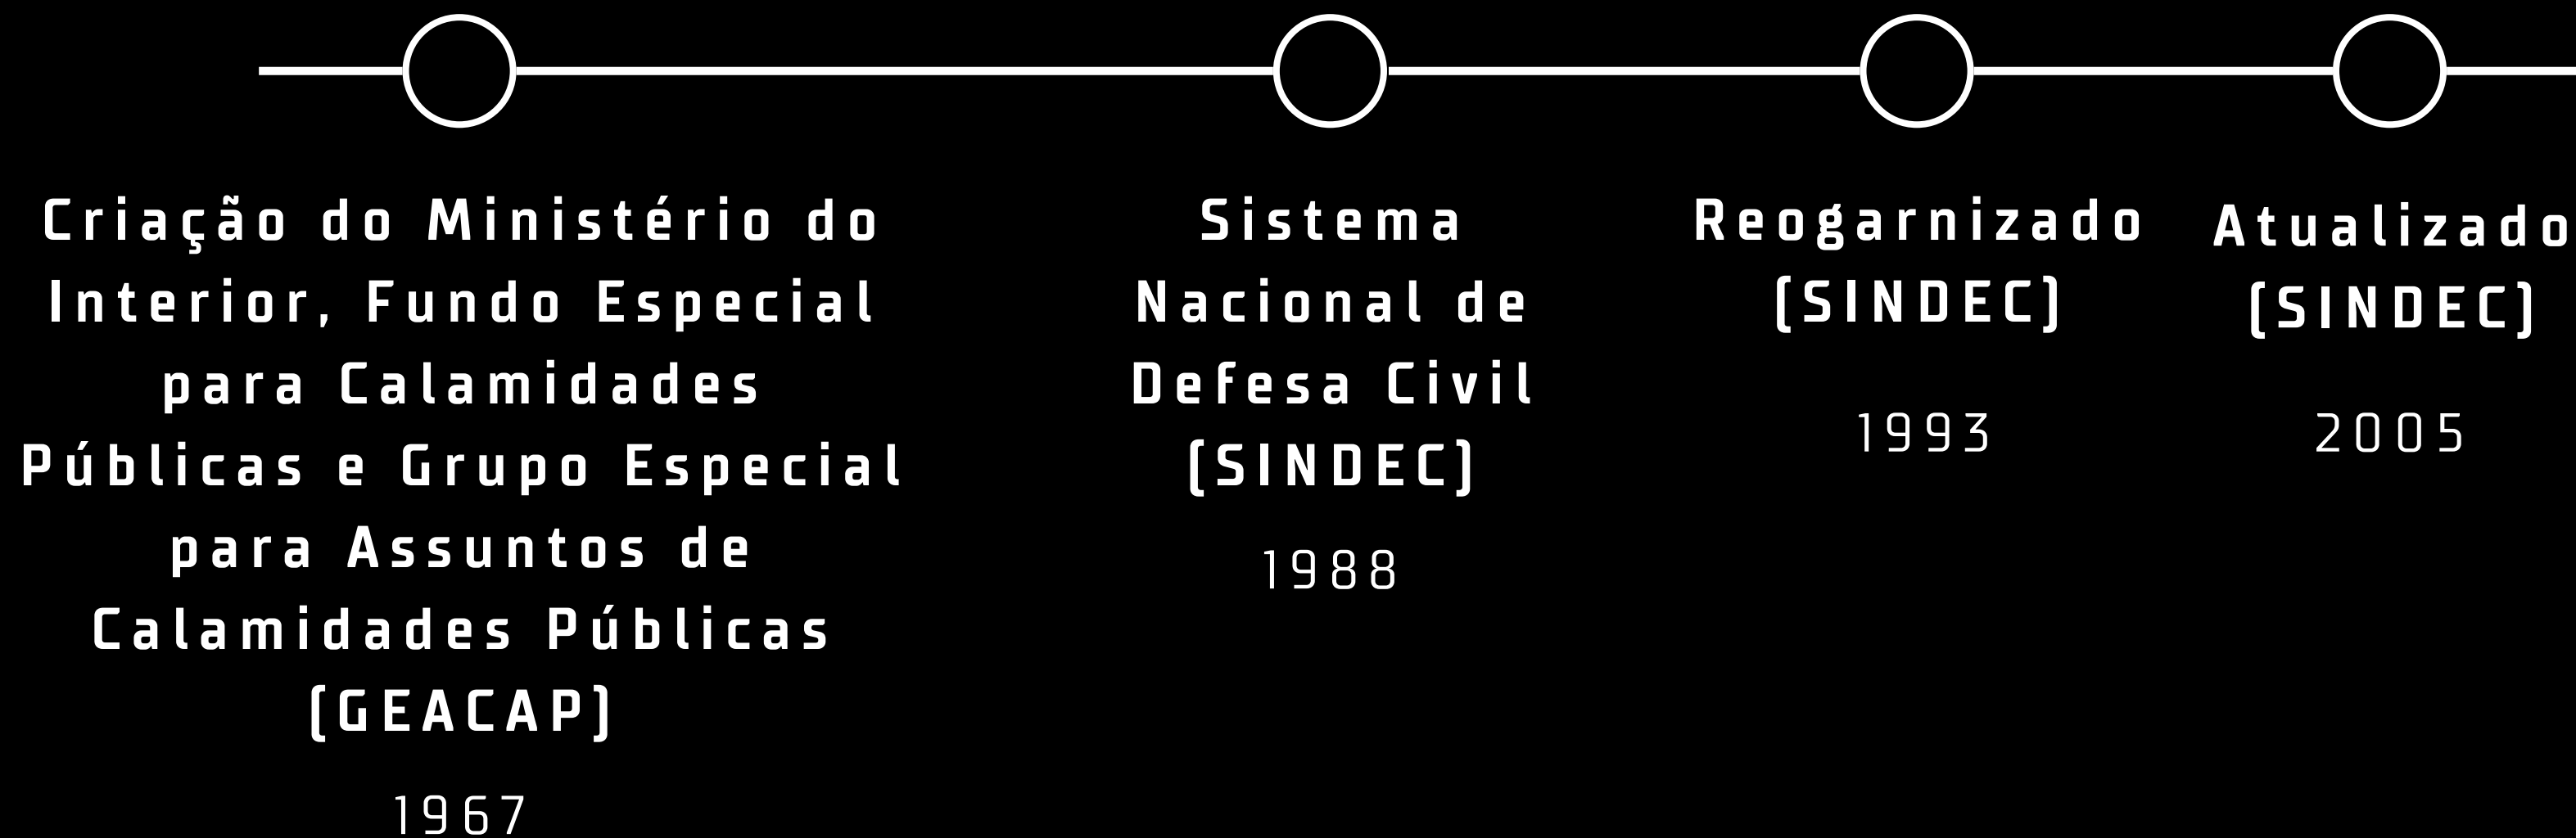 Criação do Ministério do
Interior, Fundo Especial
para Calamidades
Públicas e Grupo Especial
para Assuntos de
Calamidades Públicas
(GEACAP)
1967
Sistema
Nacional de
Defesa Civil
(SINDEC)
1988
Reogarnizado
(SINDEC)
1993
Atualizado
(SINDEC)
2005